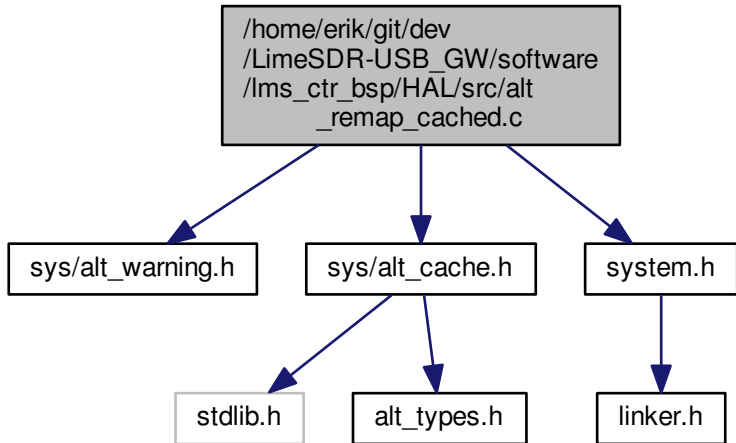 /home/erik/git/dev
/LimeSDR-USB_GW/software
/lms_ctr_bsp/HAL/src/alt
_remap_cached.c
sys/alt_warning.h
sys/alt_cache.h
system.h
stdlib.h
alt_types.h
linker.h